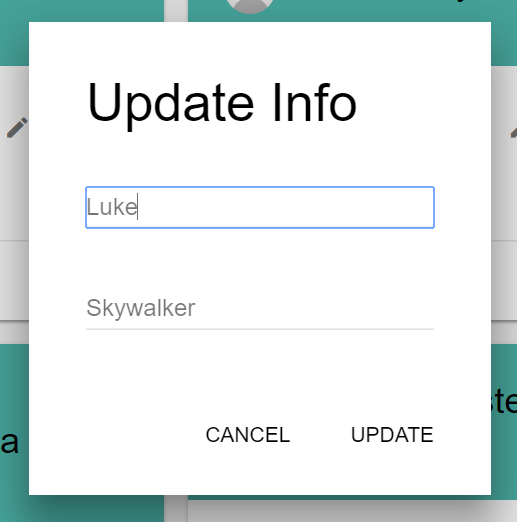 Update Info
Luke
Skywalker
CANCEL UPDATE
a